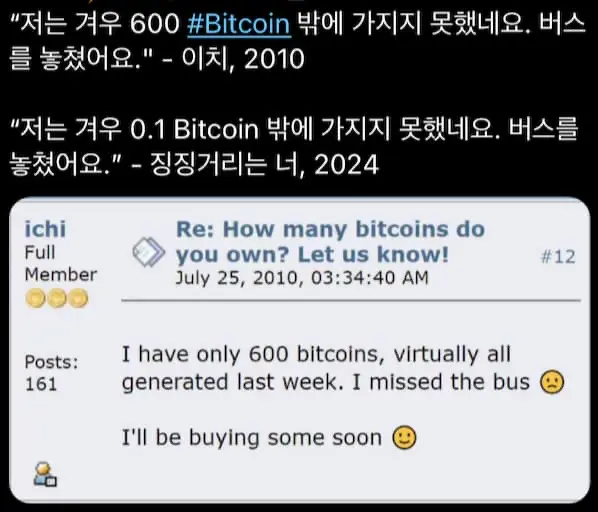 “저는 겨우 600 #Bitcoin 밖에 가지지 못했네요. 버스
를 놓쳤어요." – 이치, 2010
“저는 겨우 0.1 Bitcoin 밖에 가지지 못했네요. 버스를
놓쳤어요.” – 징징거리는 너, 2024
ichi
Full
Member
Re: How many bitcoins do
you own? Let us know!
July 25, 2010, 03:34:40 AM
#12
Posts:
161
I have only 600 bitcoins, virtually all
generated last week. I missed the bus 🙁
I'll be buying some soon 🙂